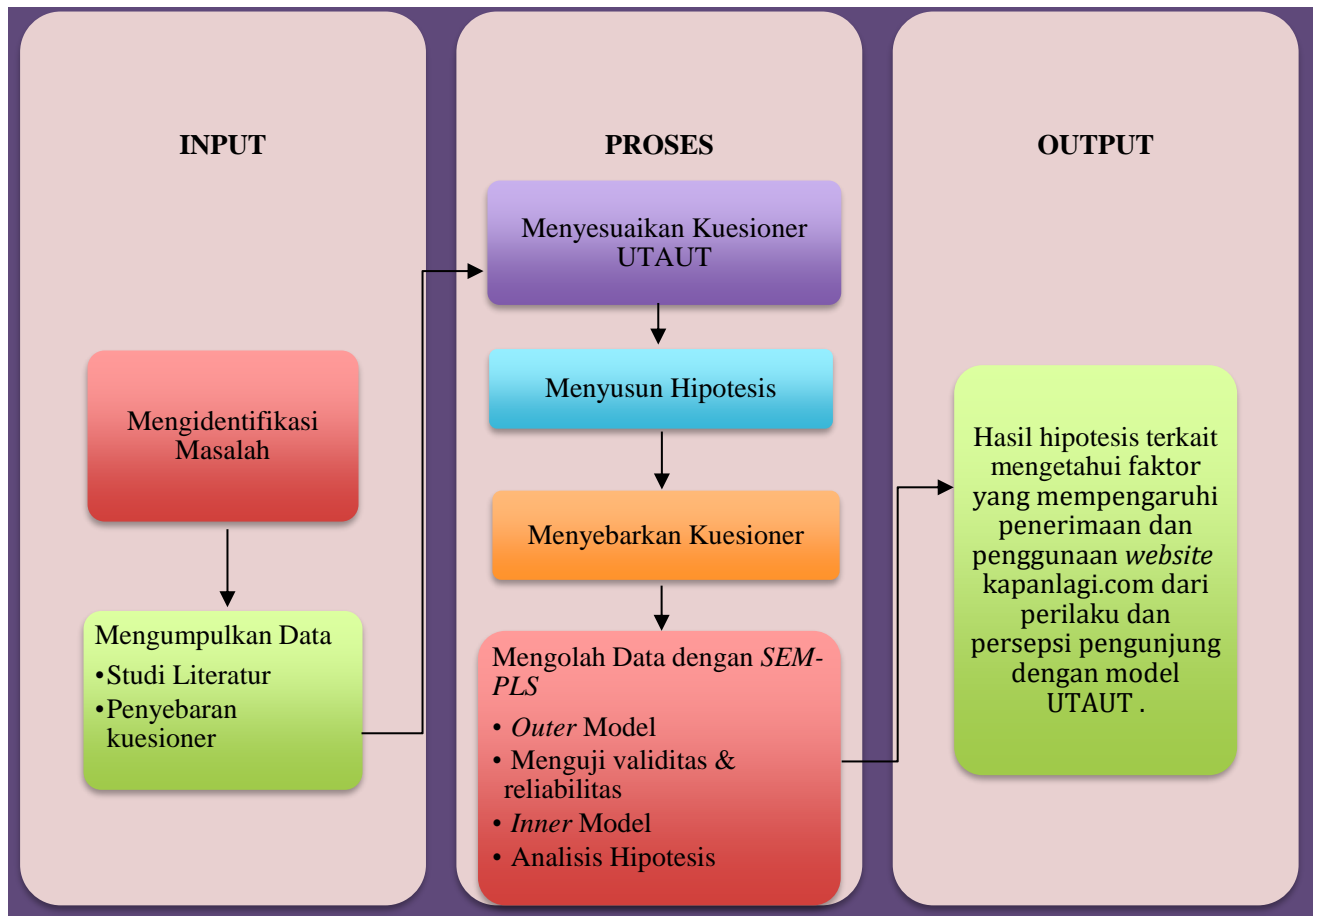 INPUT
Mengidentifikasi
Masalah
Mengumpulkan Data
•Studi Literatur
•Penyebaran
kuesioner
PROSES
Menyesuaikan Kuesioner
UTAUT
Menyusun Hipotesis
Menyebarkan Kuesioner
Mengolah Data dengan SEM-
PLS
• Outer Model
• Menguji validitas &
reliabilitas
• Inner Model
• Analisis Hipotesis
OUTPUT
Hasil hipotesis terkait
mengetahui faktor
yang mempengaruhi
penerimaan dan
penggunaan website
kapanlagi.com dari
perilaku dan
persepsi pengunjung
dengan model
UTAUT .